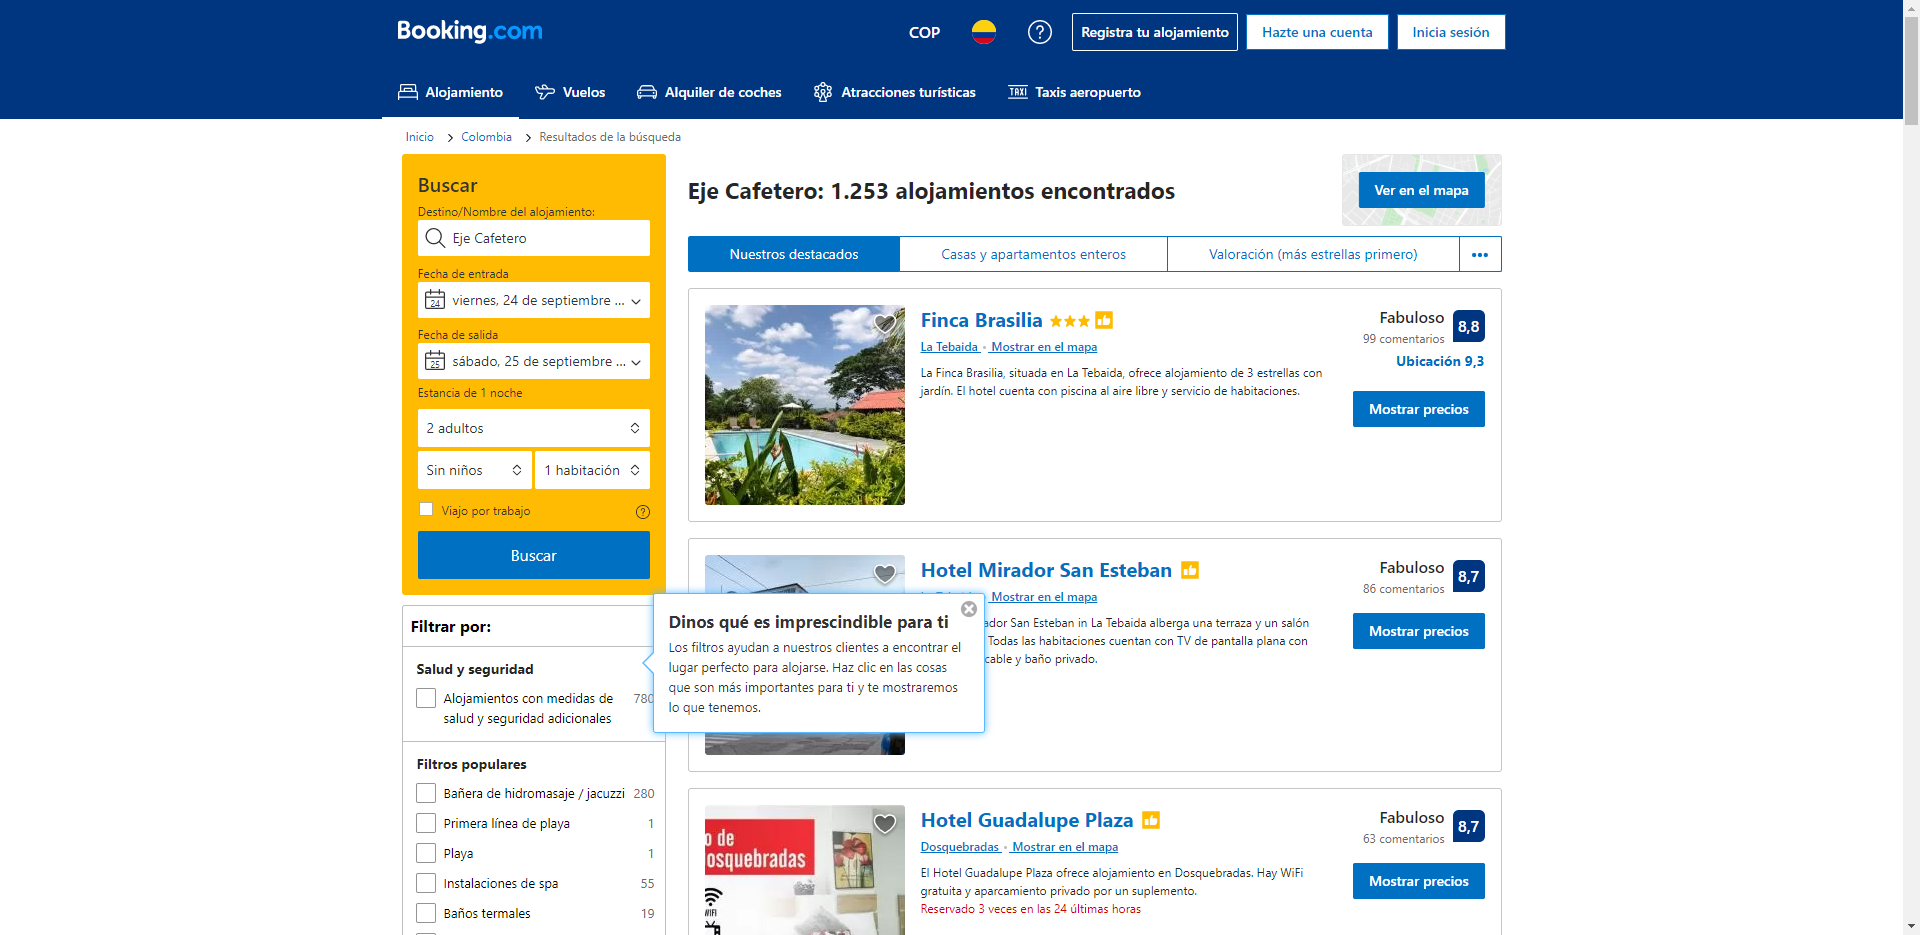 Booking.com
COP
Registra tu alojamiento
Hazte una cuenta
Inicia sesión
Alojamiento
Vuelos
Alquiler de coches
Atracciones turísticas
TAXI Taxis aeropuerto
Inicio
Colombia
Resultados de la búsqueda
Buscar
Destino/Nombre del alojamiento:
Eje Cafetero
Fecha de entrada
24 viernes, 24 de septiembre ...
Fecha de salida
25 sábado, 25 de septiembre ...
Estancia de 1 noche
2 adultos
Sin niños
1 habitación
Viajo por trabajo
Buscar
Filtrar por:
Salud y seguridad
Alojamientos con medidas de 780
salud y seguridad adicionales
Filtros populares
Bañera de hidromasaje / jacuzzi 280
Primera línea de playa 1
Playa 1
Instalaciones de spa 55
Baños termales 19
Dinos qué es imprescindible para ti
Los filtros ayudan a nuestros clientes a encontrar el
lugar perfecto para alojarse. Haz clic en las cosas
que son más importantes para ti y te mostraremos
lo que tenemos.
Eje Cafetero: 1.253 alojamientos encontrados
Ver en el mapa
Nuestros destacados
Casas y apartamentos enteros
Valoración (más estrellas primero)
Finca Brasilia
La Tebaida • Mostrar en el mapa
La Finca Brasilia, situada en La Tebaida, ofrece alojamiento de 3 estrellas con
jardín. El hotel cuenta con piscina al aire libre y servicio de habitaciones.
Fabuloso 8,8
99 comentarios
Ubicación 9,3
Mostrar precios
Hotel Mirador San Esteban
Mostrar en el mapa
San Esteban in La Tebaida alberga una terraza y un salón
Todas las habitaciones cuentan con TV de pantalla plana con
cable y baño privado.
Fabuloso 8,7
86 comentarios
Mostrar precios
o de
osquebradas
WIFI
Hotel Guadalupe Plaza
Dosquebradas • Mostrar en el mapa
El Hotel Guadalupe Plaza ofrece alojamiento en Dosquebradas. Hay WiFi
gratuita y aparcamiento privado por un suplemento.
Reservado 3 veces en las 24 últimas horas
Fabuloso 8,7
63 comentarios
Mostrar precios